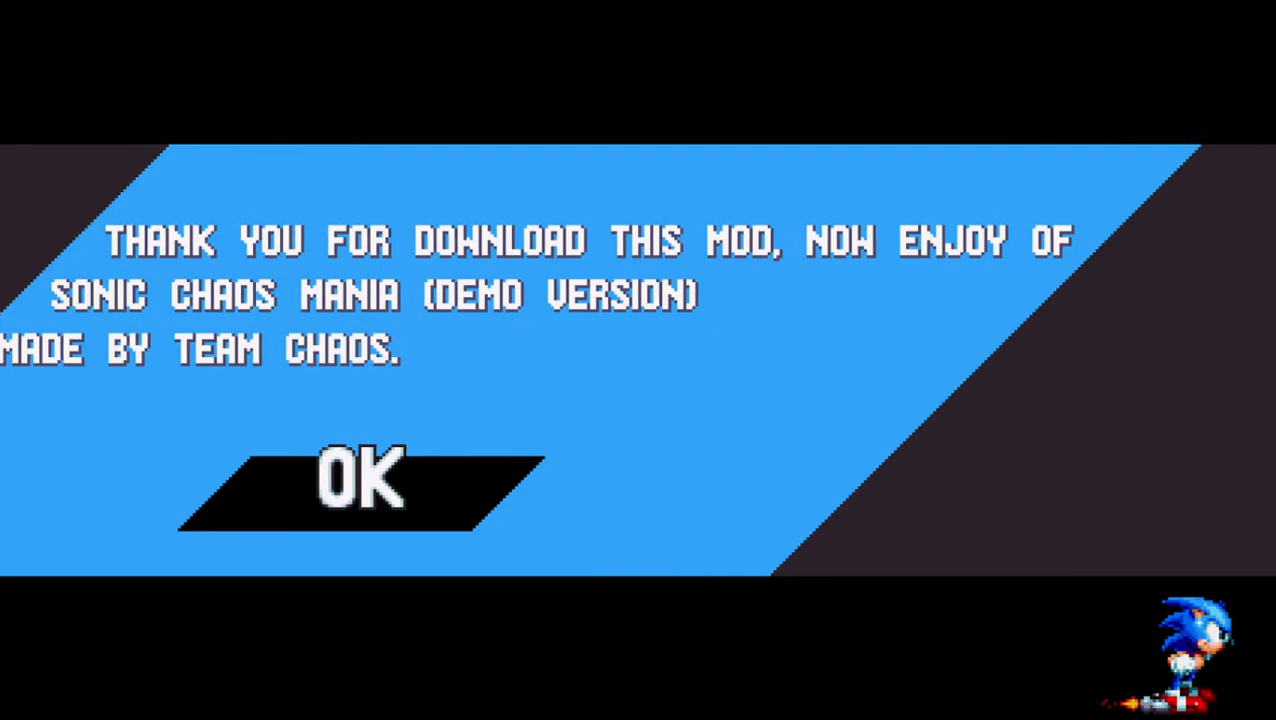 THANK YOU FOR DOWNLOAD THIS MOD, NOW ENJOY OF
SONIC CHAOS MANIA (DEMO VERSION)
MADE BY TEAM CHAOS.
OK